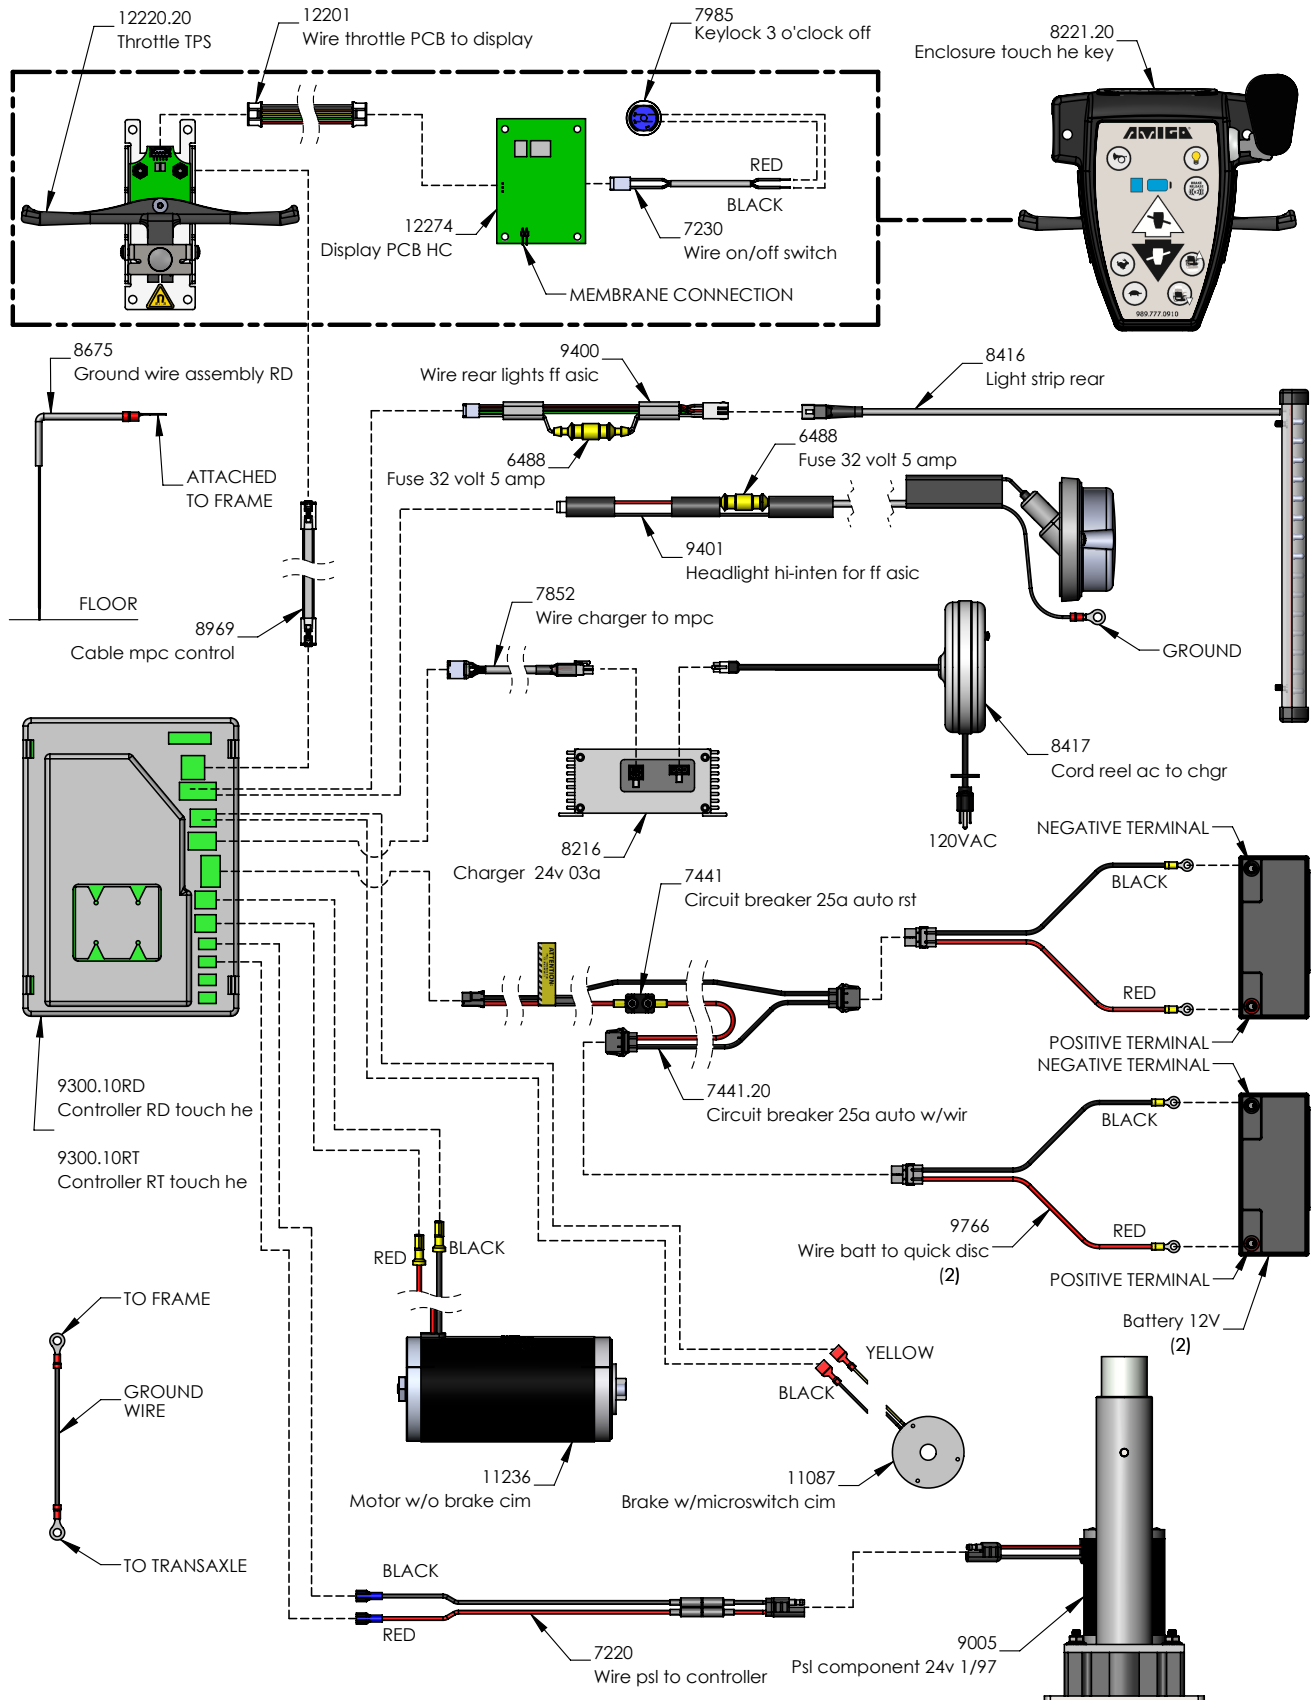 12220.20
Throttle TPS
12201
Wire throttle PCB to display
7985
Keylock 3 o'clock off
8221.20
Enclosure touch he key
AMIGO
BRAKE
RELEASE
989.777.0910
RED
BLACK
12274
Display PCB HC
7230
Wire on/off switch
MEMBRANE CONNECTION
8675
Ground wire assembly RD
ATTACHED
TO FRAME
FLOOR
9400
Wire rear lights ff asic
8416
Light strip rear
6488
Fuse 32 volt 5 amp
6488
Fuse 32 volt 5 amp
9401
Headlight hi-inten for ff asic
GROUND
8969
Cable mpc control
7852
Wire charger to mpc
8417
Cord reel ac to chgr
120VAC
8216
Charger 24v 03a
7441
Circuit breaker 25a auto rst
ATTENTION:
NEGATIVE TERMINAL
BLACK
RED
POSITIVE TERMINAL
NEGATIVE TERMINAL
7441.20
Circuit breaker 25a auto w/wir
BLACK
9766
Wire batt to quick disc
(2)
RED
POSITIVE TERMINAL
Battery 12V
(2)
9300.10RD
Controller RD touch he
9300.10RT
Controller RT touch he
RED
BLACK
TO FRAME
GROUND
WIRE
TO TRANSAXLE
YELLOW
BLACK
11236
Motor w/o brake cim
11087
Brake w/microswitch cim
BLACK
RED
7220
Wire psl to controller
9005
Psl component 24v 1/97